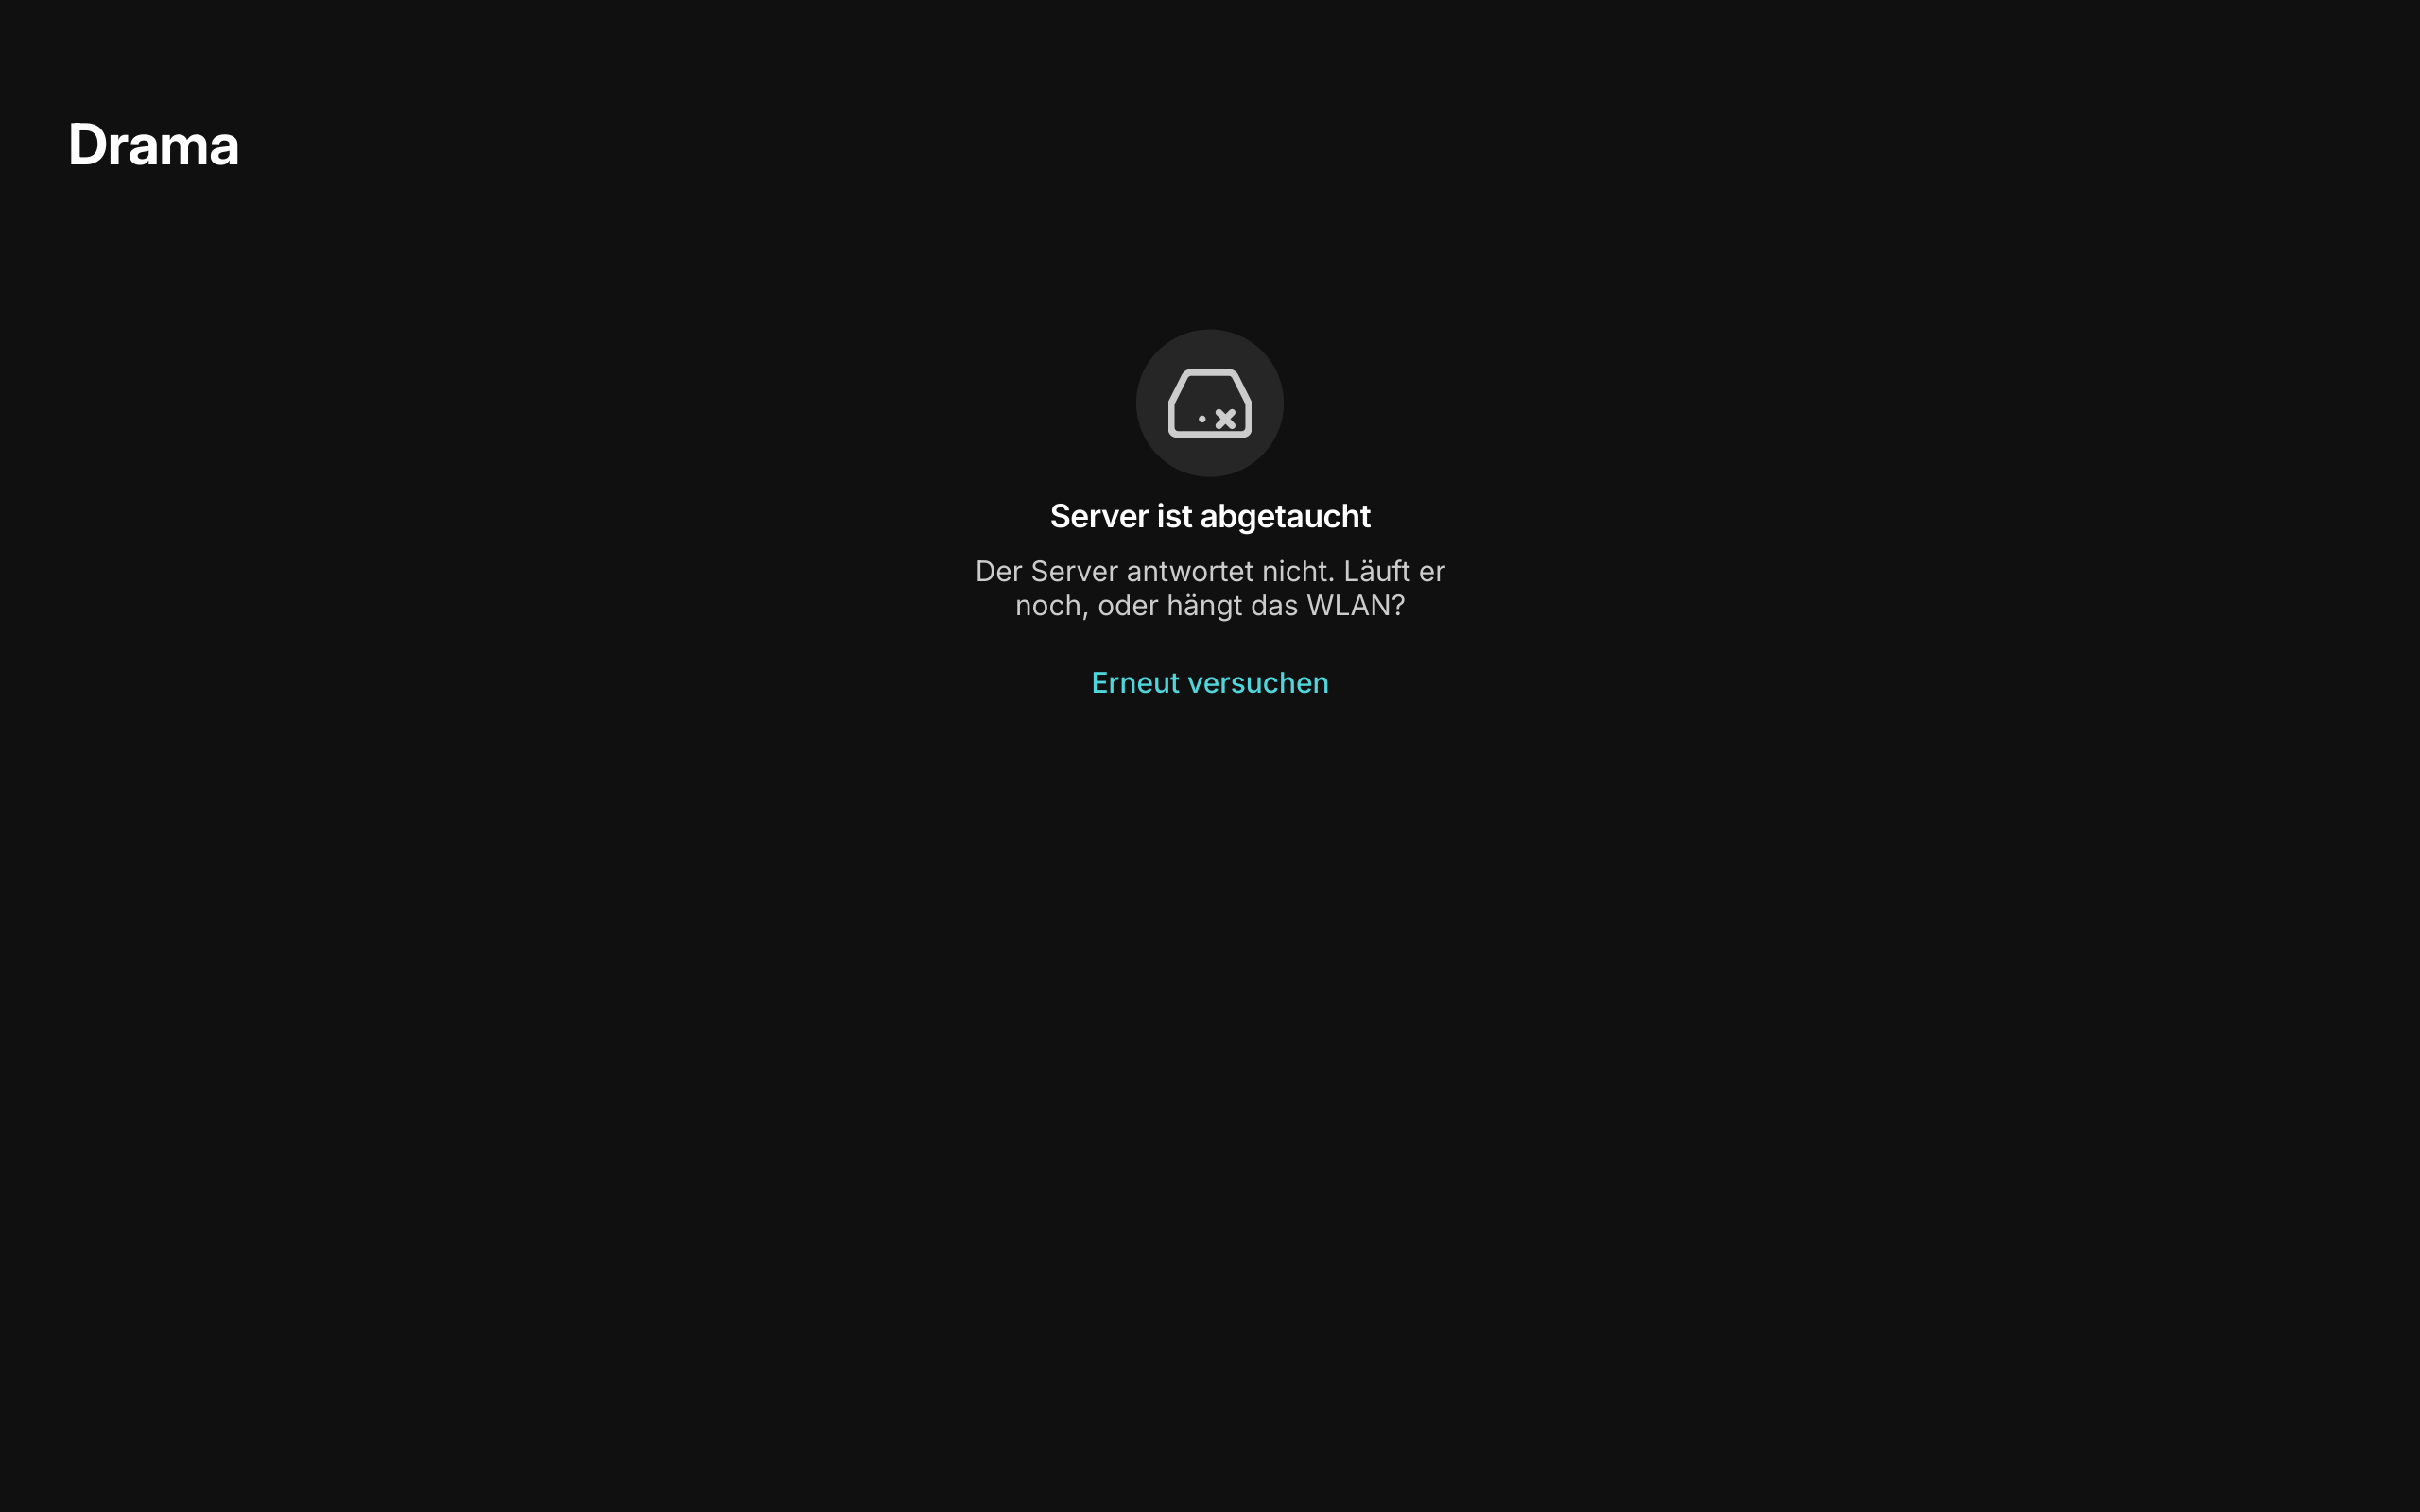 Drama
Server ist abgetaucht
Der Server antwortet nicht. Läuft er
noch, oder hängt das WLAN?
Erneut versuchen